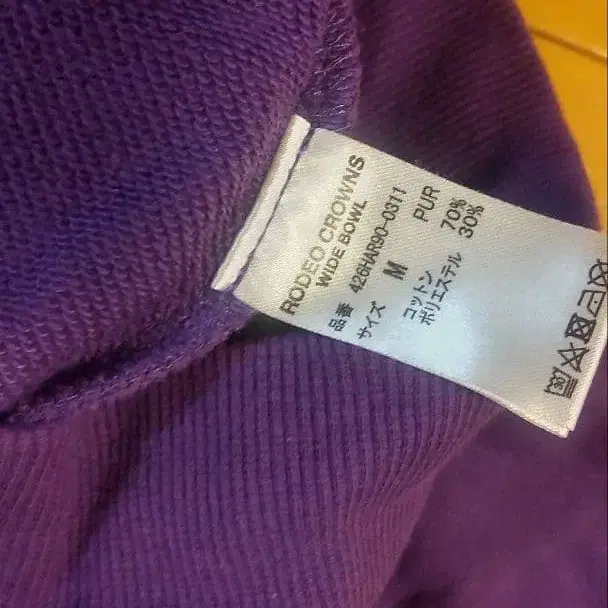 RODEO CROWNS
WIDE BOWL
品番 426HAR90-0311 PUR
サイズ M
コットン 70%
ポリエステル 30%